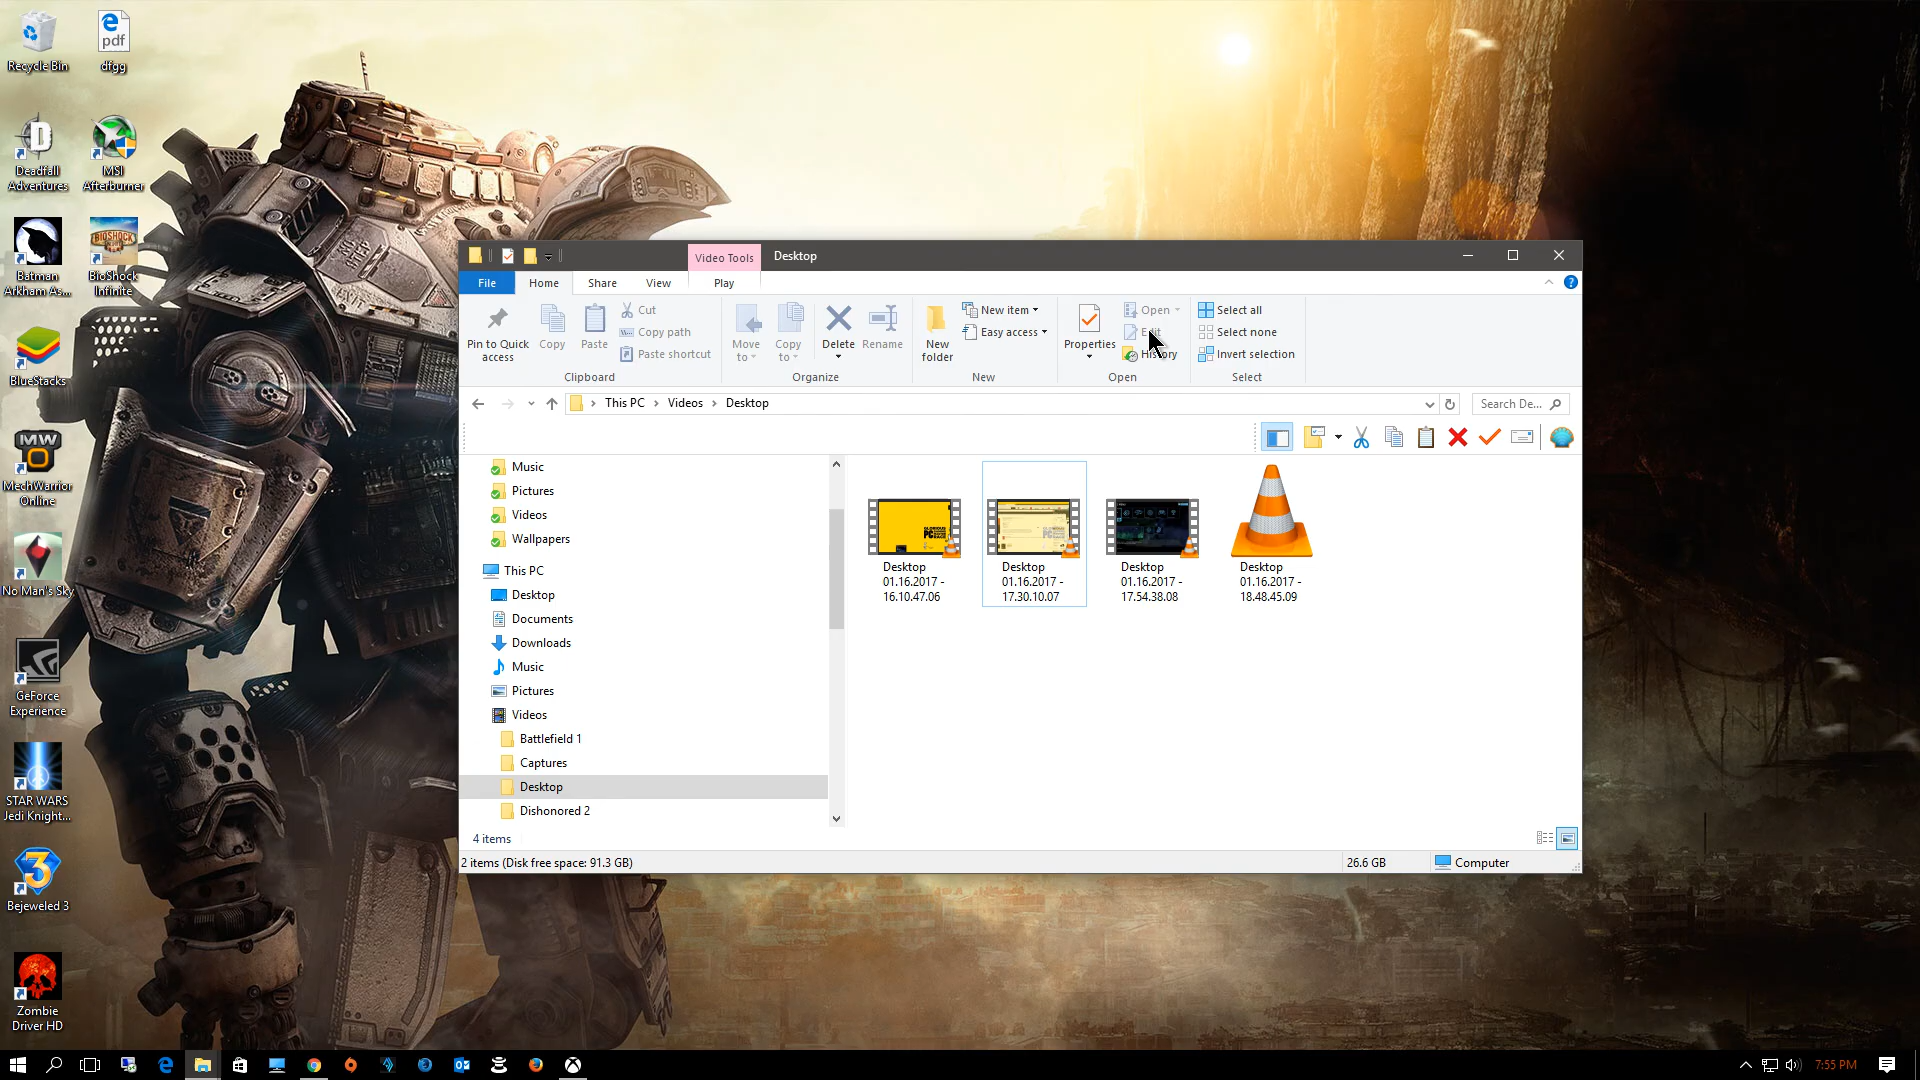 Recycle Bin
dfgg
Deadfall
Adventures
MSI
Afterburner
Batman
Arkham As...
BioShock
Infinite
BlueStacks
MechWarrior
Online
No Man's Sky
GeForce
Experience
STAR WARS
Jedi Knight...
Bejeweled 3
Zombie
Driver HD
Video Tools
Desktop
File
Home
Share
View
Play
Pin to Quick
access
Copy
Paste
Cut
Copy path
Paste shortcut
Clipboard
Move
to
Copy
to
Delete
Rename
Organize
New
folder
New item
Easy access
New
Properties
Open
Edit
History
Open
Select all
Select none
Invert selection
Select
This PC
Videos
Desktop
Search De...
Music
Pictures
Videos
Wallpapers
This PC
Desktop
Documents
Downloads
Music
Pictures
Videos
Battlefield 1
Captures
Desktop
Dishonored 2
Desktop
01.16.2017 -
16.10.47.06
Desktop
01.16.2017 -
17.30.10.07
Desktop
01.16.2017 -
17.54.38.08
Desktop
01.16.2017 -
18.48.45.09
4 items
2 items (Disk free space: 91.3 GB)
26.6 GB
Computer
7:55 PM